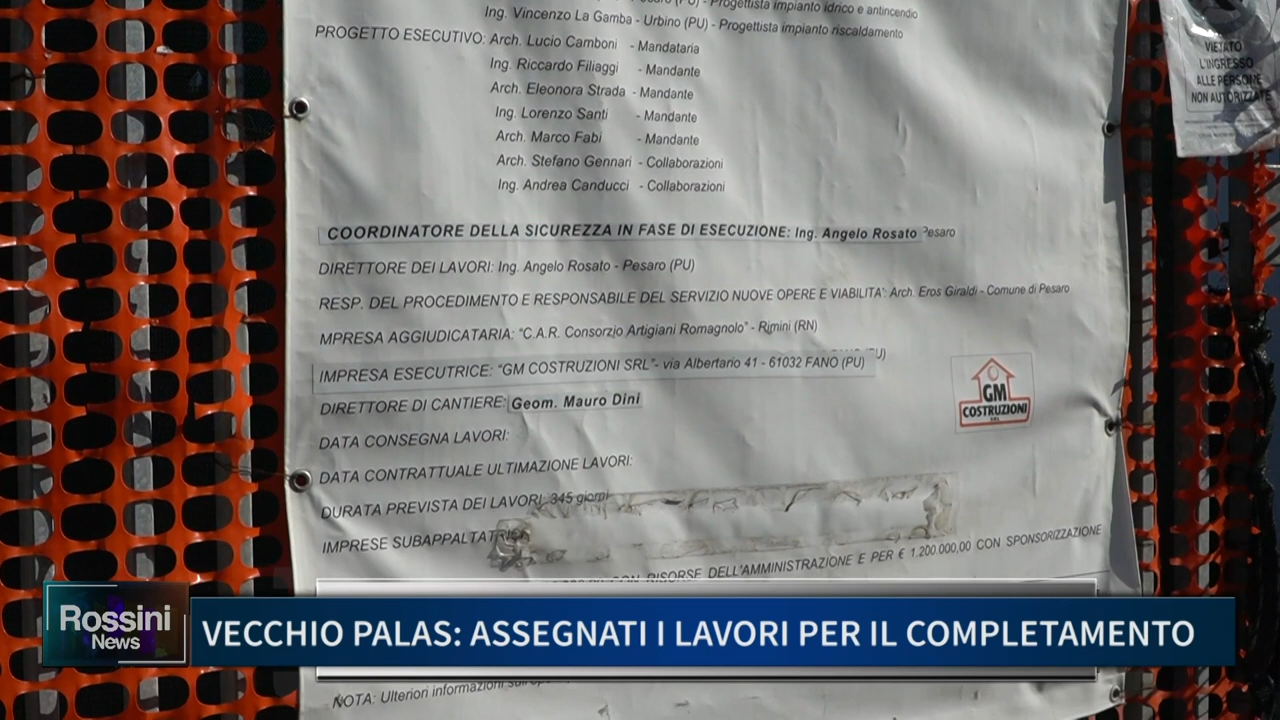 Pesaro (PU) - Progettista impianto idrico e antincendio
Ing. Vincenzo La Gamba - Urbino (PU) - Progettista impianto riscaldamento
PROGETTO ESECUTIVO: Arch. Lucio Camboni - Mandataria
Ing. Riccardo Filiaggi - Mandante
Arch. Eleonora Strada - Mandante
Ing. Lorenzo Santi - Mandante
Arch. Marco Fabi - Mandante
Arch. Stefano Gennari - Collaborazioni
Ing. Andrea Canducci - Collaborazioni
COORDINATORE DELLA SICUREZZA IN FASE DI ESECUZIONE: Ing. Angelo Rosato Pesaro
DIRETTORE DEI LAVORI: Ing. Angelo Rosato - Pesaro (PU)
RESP. DEL PROCEDIMENTO E RESPONSABILE DEL SERVIZIO NUOVE OPERE E VIABILITA': Arch. Eros Giraldi - Comune di Pesaro
MPRESA AGGIUDICATARIA: "C.A.R. Consorzio Artigiani Romagnolo" - Rimini (RN)
IMPRESA ESECUTRICE: "GM COSTRUZIONI SRL"- via Albertario 41 - 61032 FANO (PU)
DIRETTORE DI CANTIERE: Geom. Mauro Dini
DATA CONSEGNA LAVORI:
DATA CONTRATTUALE ULTIMAZIONE LAVORI:
DURATA PREVISTA DEI LAVORI: 345 giorni
IMPRESE SUBAPPALTATRICI
CON RISORSE DELL'AMMINISTRAZIONE E PER € 1.200.000,00 CON SPONSORIZZAZIONE
NOTA: Ulteriori informazioni
GM
COSTRUZIONI
S.R.L.
VIETATO
L'INGRESSO
ALLE PERSONE
NON AUTORIZZATE
Rossini
News
VECCHIO PALAS: ASSEGNATI I LAVORI PER IL COMPLETAMENTO